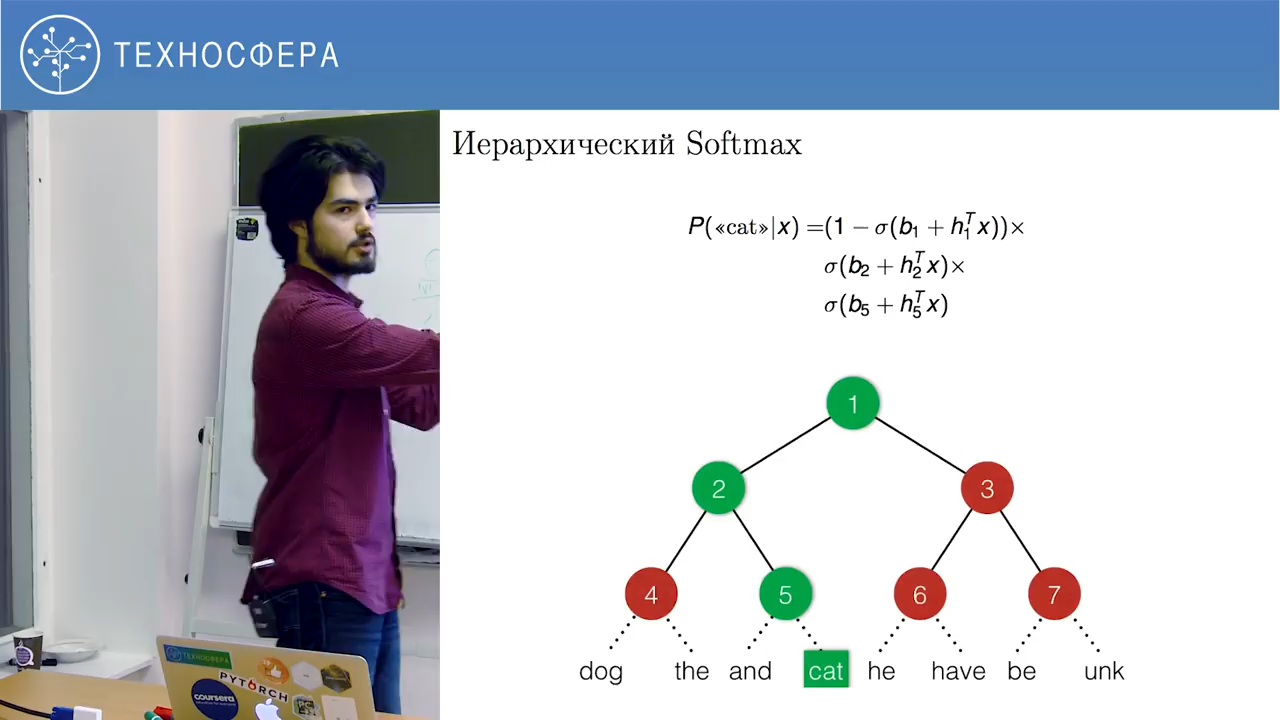 ТЕХНОСФЕРА
Иерархический Softmax
P(«cat»|x) =(1 − σ(b₁ + h₁ᵀx))×
σ(b₂ + h₂ᵀx)×
σ(b₅ + h₅ᵀx)
1
2
3
4
5
6
7
dog the and cat he have be unk
ТЕХНОСФЕРА
PYTORCH
coursera